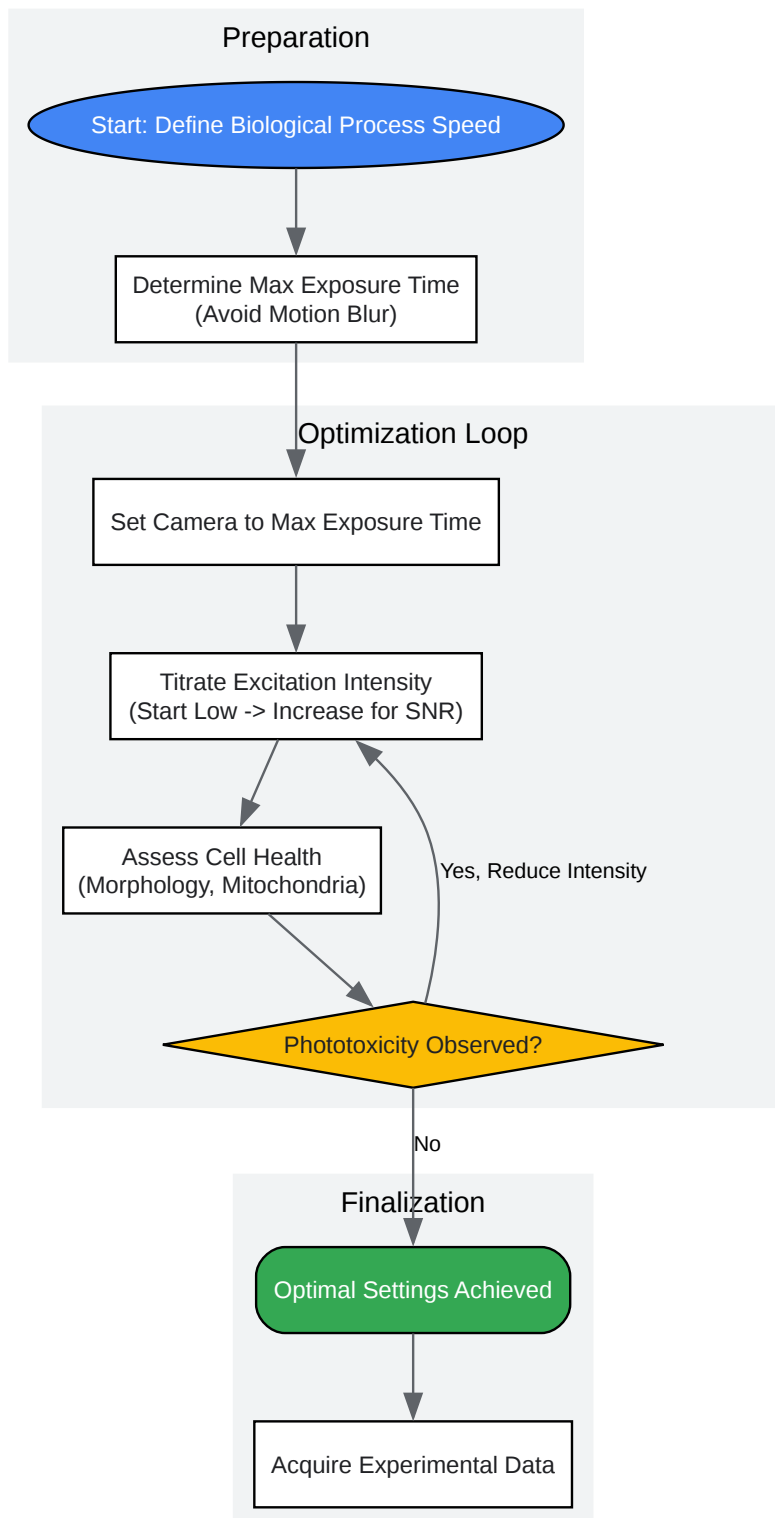 Preparation
Start: Define Biological Process Speed
Determine Max Exposure Time
(Avoid Motion Blur)
Optimization Loop
Set Camera to Max Exposure Time
Titrate Excitation Intensity
(Start Low -> Increase for SNR)
Assess Cell Health
(Morphology, Mitochondria)
Yes, Reduce Intensity
Phototoxicity Observed?
No
Finalization
Optimal Settings Achieved
Acquire Experimental Data